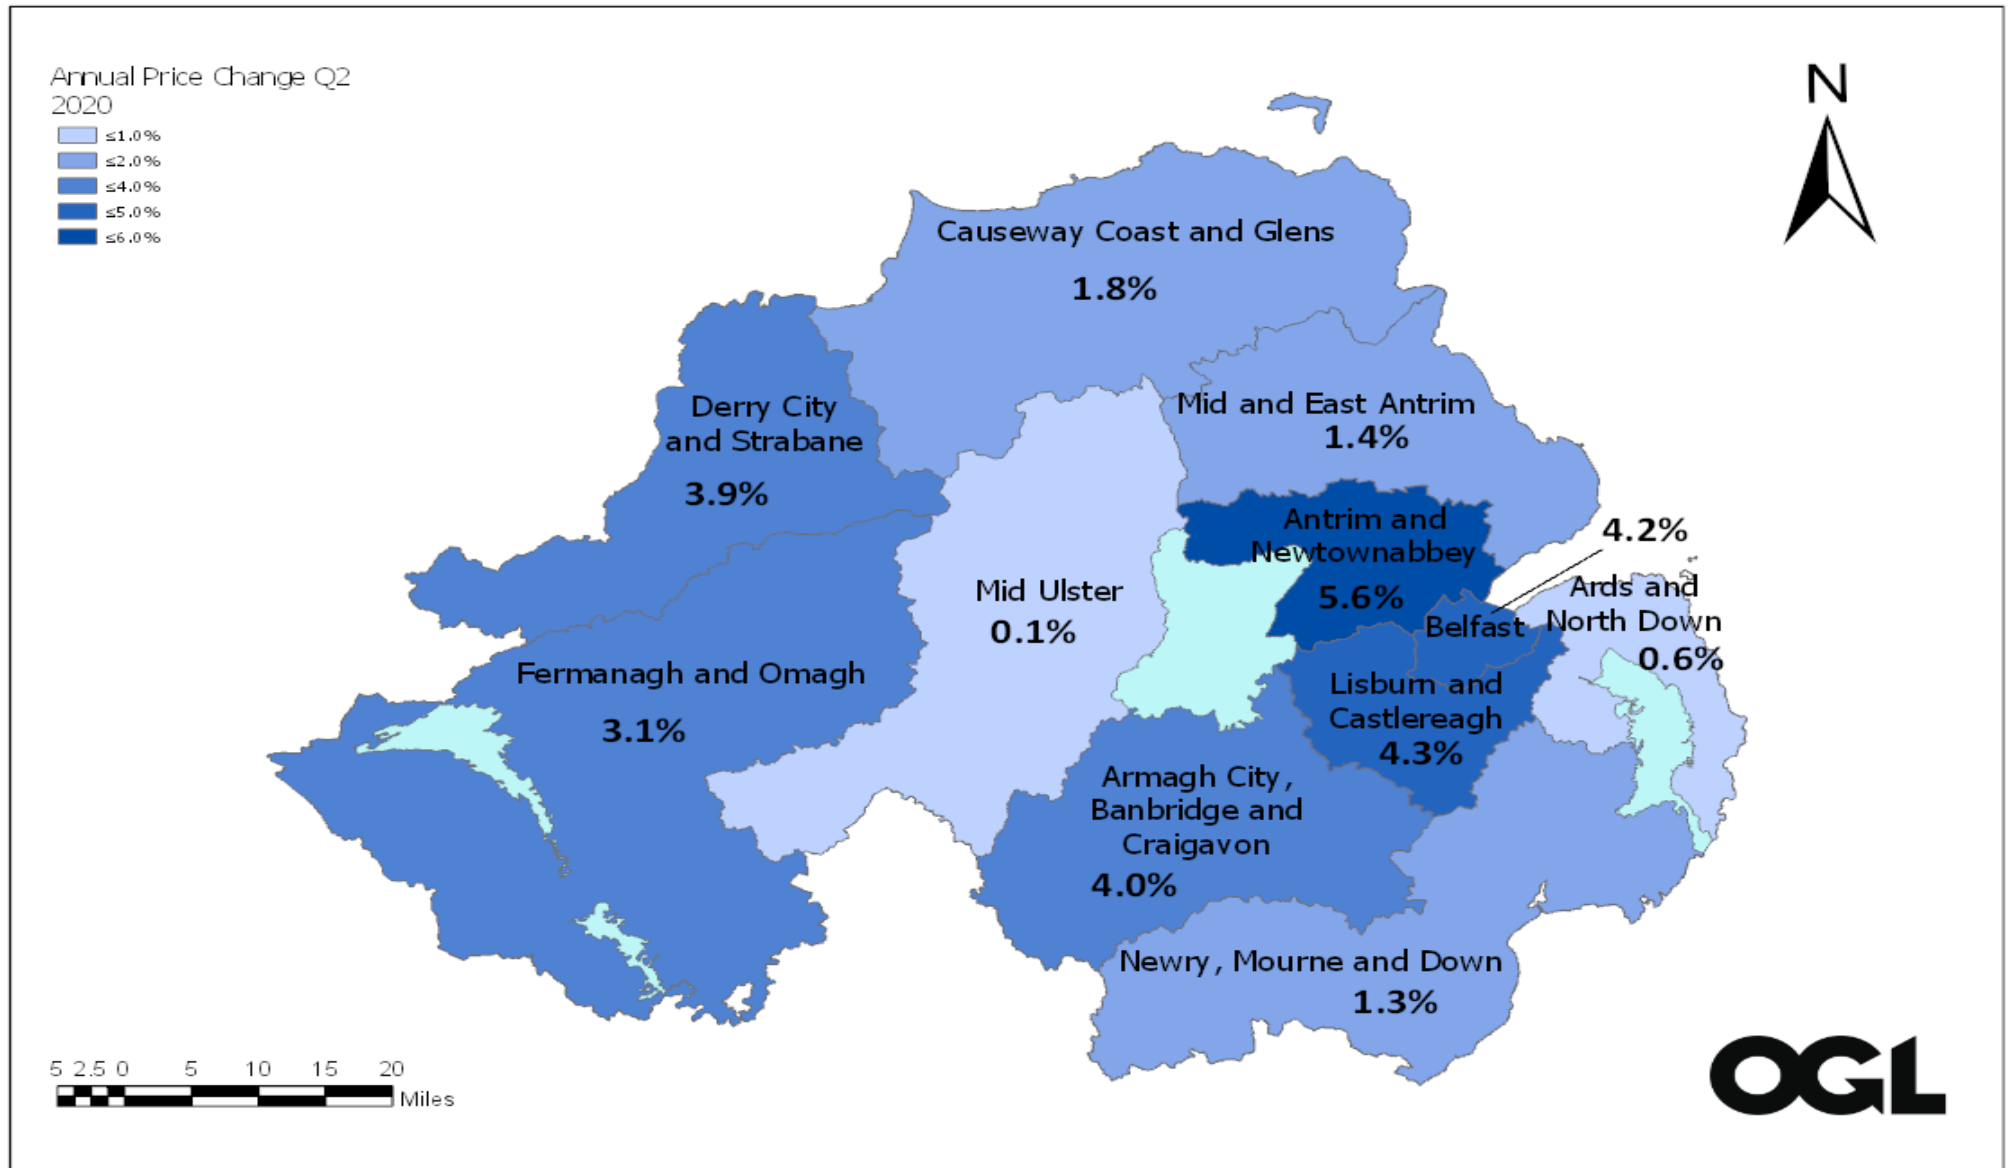 Annual Price Change Q2
2020
≤1.0%
≤2.0%
≤4.0%
≤5.0%
≤6.0%
N
Causeway Coast and Glens
1.8%
Derry City
and Strabane
3.9%
Mid and East Antrim
1.4%
Antrim and
Newtownabbey
5.6%
4.2%
Belfast
Ards and
North Down
0.6%
Mid Ulster
0.1%
Fermanagh and Omagh
3.1%
Lisburn and
Castlereagh
4.3%
Armagh City,
Banbridge and
Craigavon
4.0%
Newry, Mourne and Down
1.3%
5 2.5 0 5 10 15 20
Miles
OGL